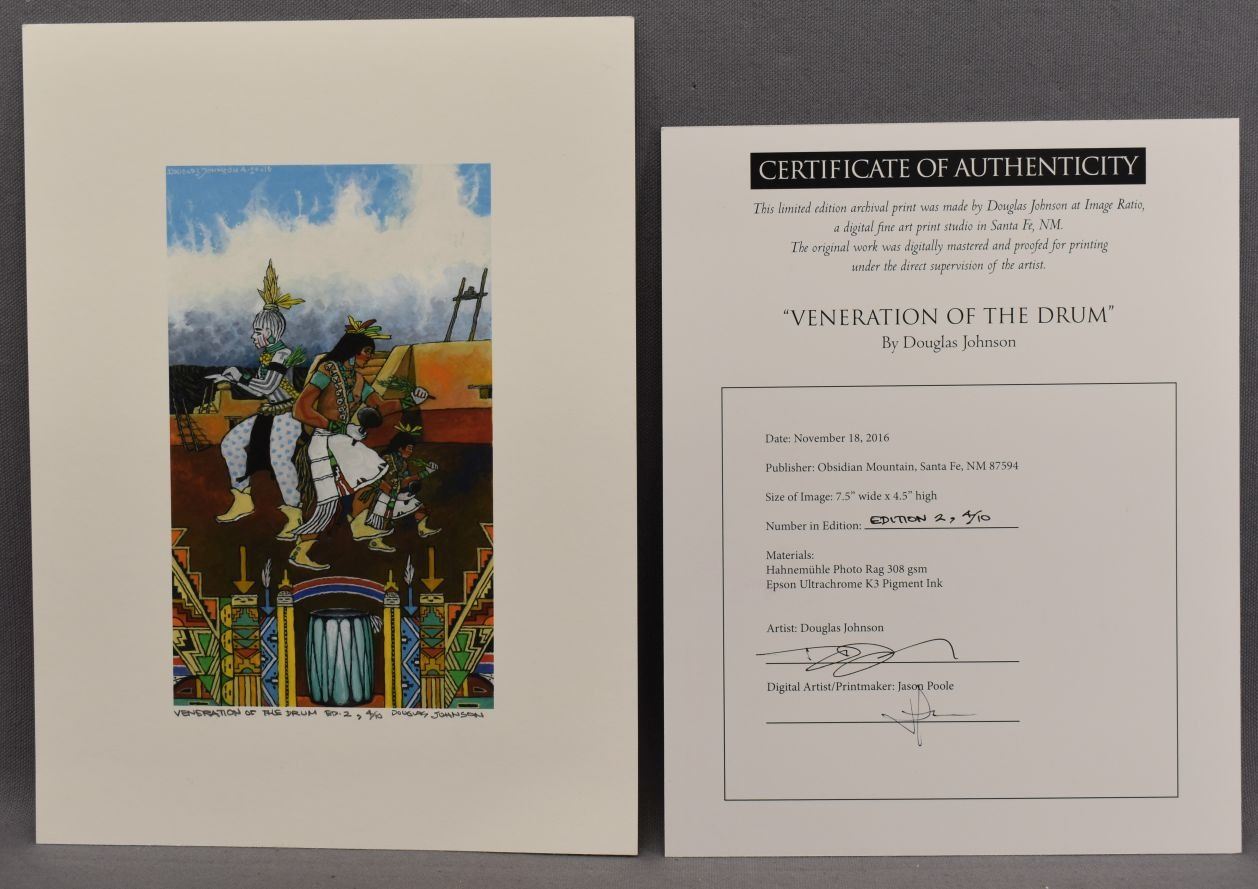 DOUGLAS JOHNSON
VENERATION OF THE DRUM ED. 2, 4/10 DOUGLAS JOHNSON
CERTIFICATE OF AUTHENTICITY
This limited edition archival print was made by Douglas Johnson at Image Ratio,
a digital fine art print studio in Santa Fe, NM.
The original work was digitally mastered and proofed for printing
under the direct supervision of the artist.
“VENERATION OF THE DRUM”
By Douglas Johnson
Date: November 18, 2016
Publisher: Obsidian Mountain, Santa Fe, NM 87594
Size of Image: 7.5” wide x 4.5” high
Number in Edition: EDITION 2, 4/10
Materials:
Hahnemühle Photo Rag 308 gsm
Epson Ultrachrome K3 Pigment Ink
Artist: Douglas Johnson
Digital Artist/Printmaker: Jason Poole